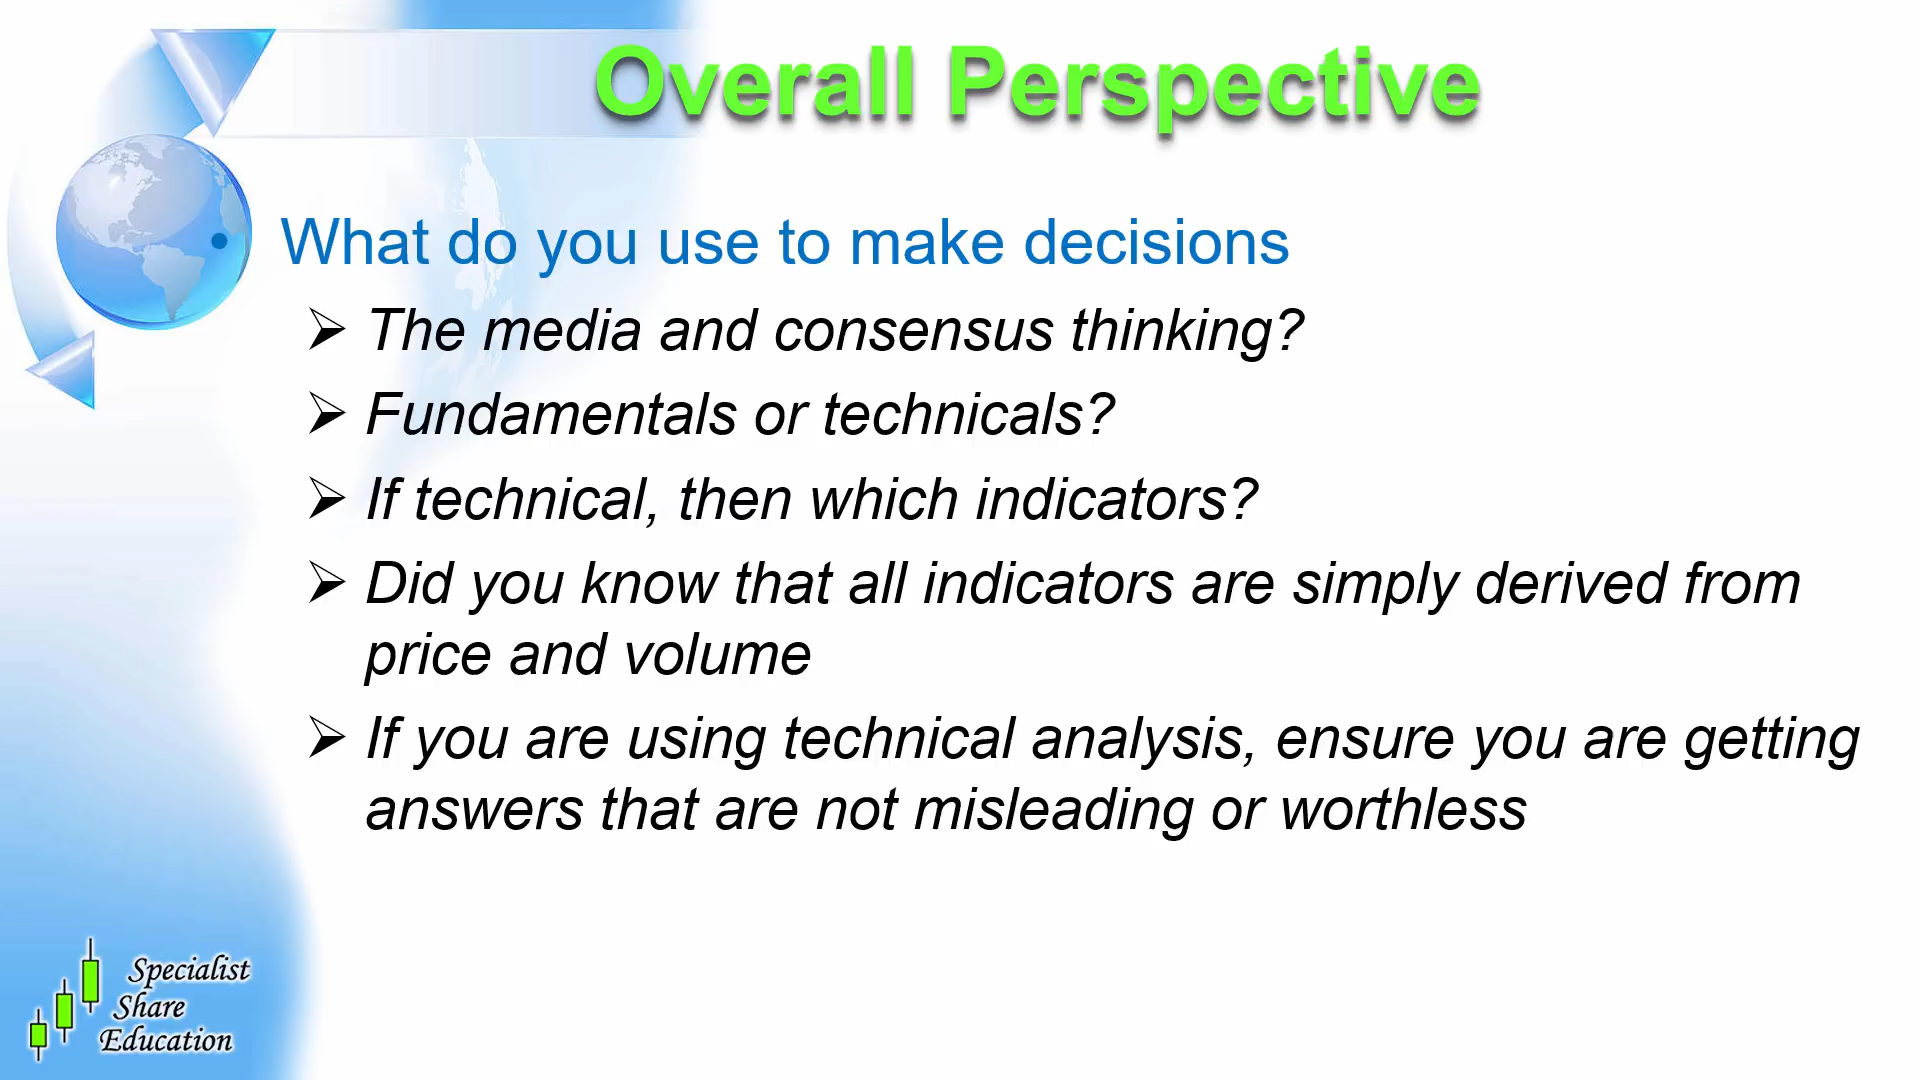 Overall Perspective
What do you use to make decisions
The media and consensus thinking?
Fundamentals or technicals?
If technical, then which indicators?
Did you know that all indicators are simply derived from
price and volume
If you are using technical analysis, ensure you are getting
answers that are not misleading or worthless
Specialist
Share
Education